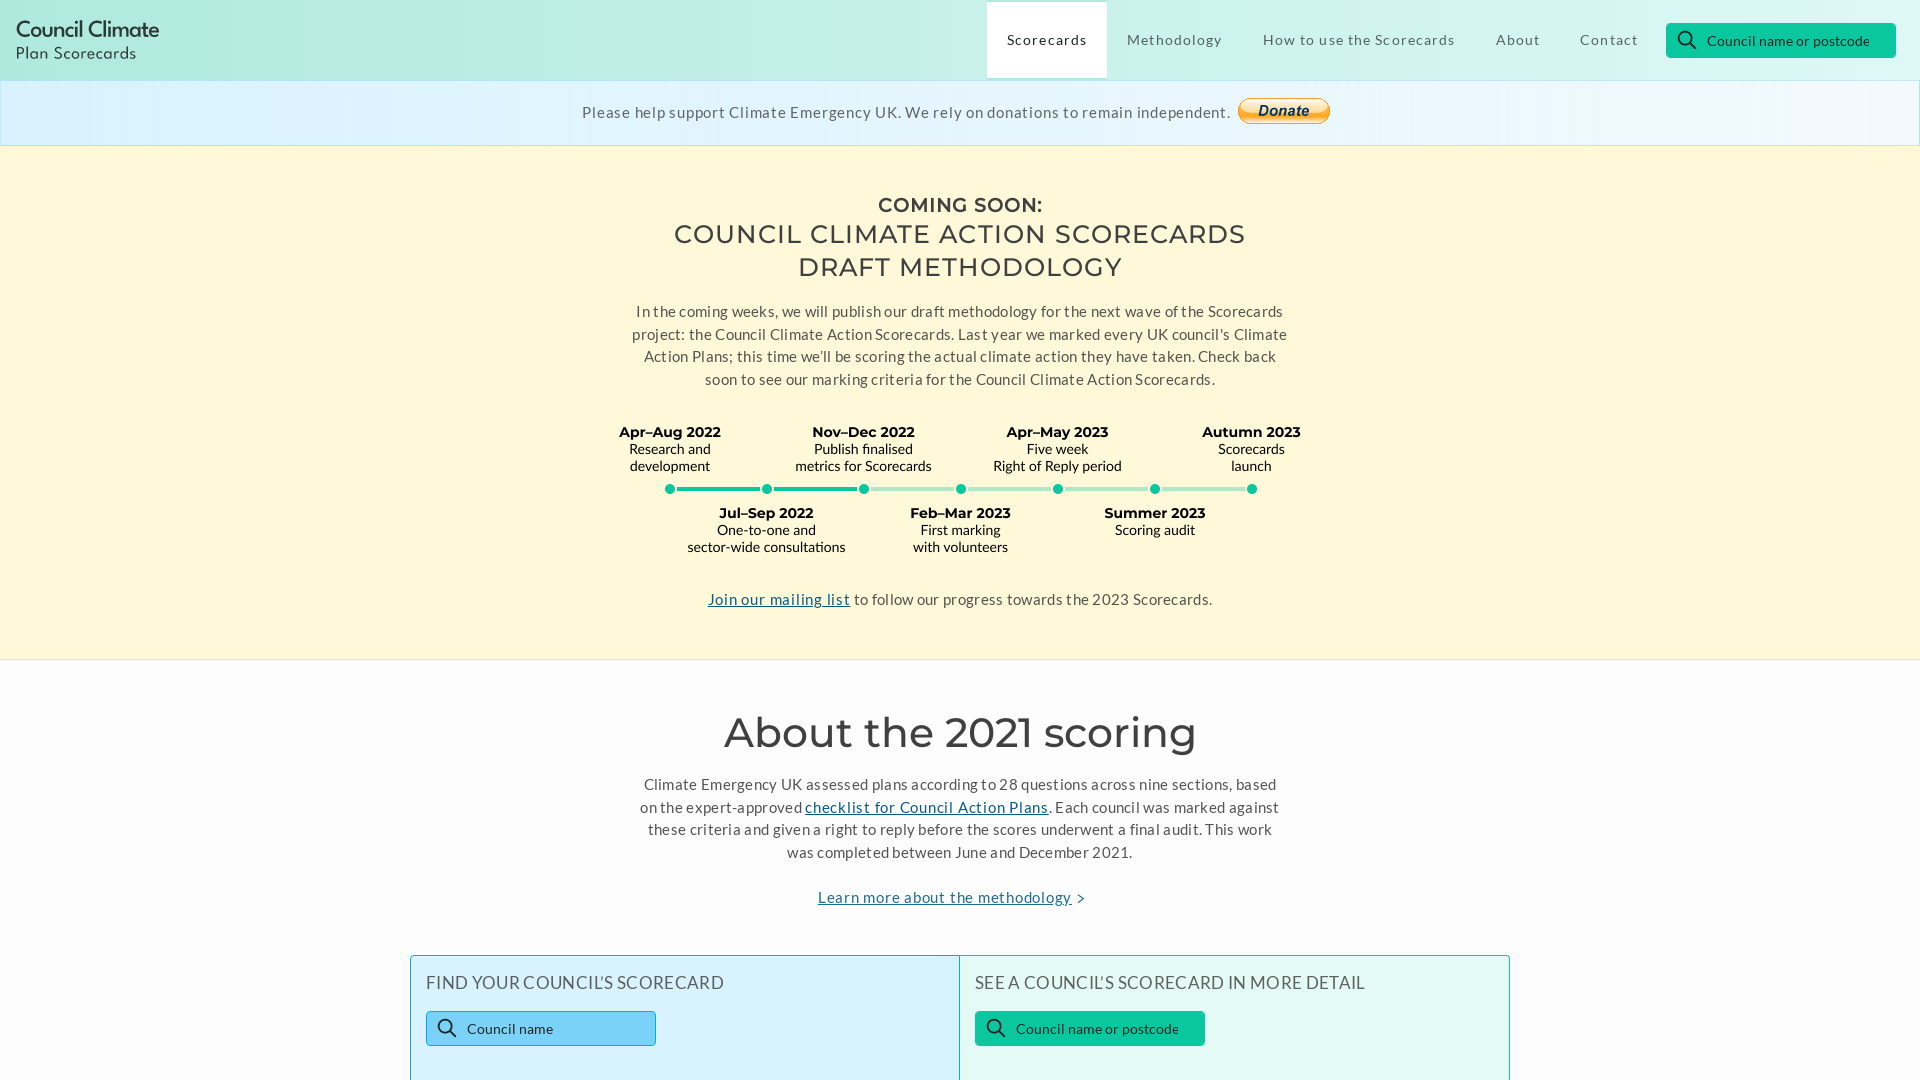 Council Climate
Plan Scorecards
Scorecards
Methodology
How to use the Scorecards
About
Contact
Council name or postcode
Please help support Climate Emergency UK. We rely on donations to remain independent.
Donate
COMING SOON:
COUNCIL CLIMATE ACTION SCORECARDS
DRAFT METHODOLOGY
In the coming weeks, we will publish our draft methodology for the next wave of the Scorecards
project: the Council Climate Action Scorecards. Last year we marked every UK council's Climate
Action Plans; this time we’ll be scoring the actual climate action they have taken. Check back
soon to see our marking criteria for the Council Climate Action Scorecards.
Apr–Aug 2022
Research and
development
Nov–Dec 2022
Publish finalised
metrics for Scorecards
Apr–May 2023
Five week
Right of Reply period
Autumn 2023
Scorecards
launch
Jul–Sep 2022
One-to-one and
sector-wide consultations
Feb–Mar 2023
First marking
with volunteers
Summer 2023
Scoring audit
Join our mailing list to follow our progress towards the 2023 Scorecards.
About the 2021 scoring
Climate Emergency UK assessed plans according to 28 questions across nine sections, based
on the expert-approved checklist for Council Action Plans. Each council was marked against
these criteria and given a right to reply before the scores underwent a final audit. This work
was completed between June and December 2021.
Learn more about the methodology >
FIND YOUR COUNCIL’S SCORECARD
Council name
SEE A COUNCIL’S SCORECARD IN MORE DETAIL
Council name or postcode